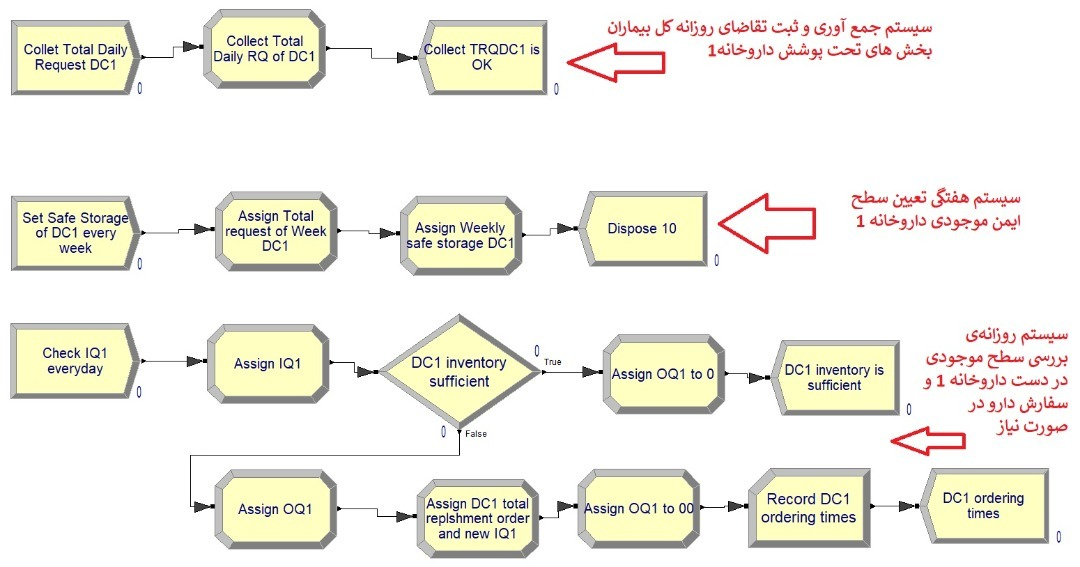 Collet Total Daily
Request DC1
0
Collect Total
Daily RQ of DC1
Collect TRQDC1 is
OK
0
سیستم جمع آوری و ثبت تقاضای روزانه کل بیماران
بخش های تحت پوشش داروخانه1
Set Safe Storage
of DC1 every
week
0
Assign Total
request of Week
DC1
Assign Weekly
safe storage DC1
Dispose 10
0
سیستم هفتگی تعیین سطح
ایمن موجودی داروخانه 1
Check IQ1
everyday
0
Assign IQ1
DC1 inventory
sufficient
0
True
0
False
Assign OQ1 to 0
DC1 inventory is
sufficient
0
سیستم روزانه‌ی
بررسی سطح موجودی
در دست داروخانه 1 و
سفارش دارو در
صورت نیاز
Assign OQ1
Assign DC1 total
replshment order
and new IQ1
Assign OQ1 to 00
Record DC1
ordering times
DC1 ordering
times
0